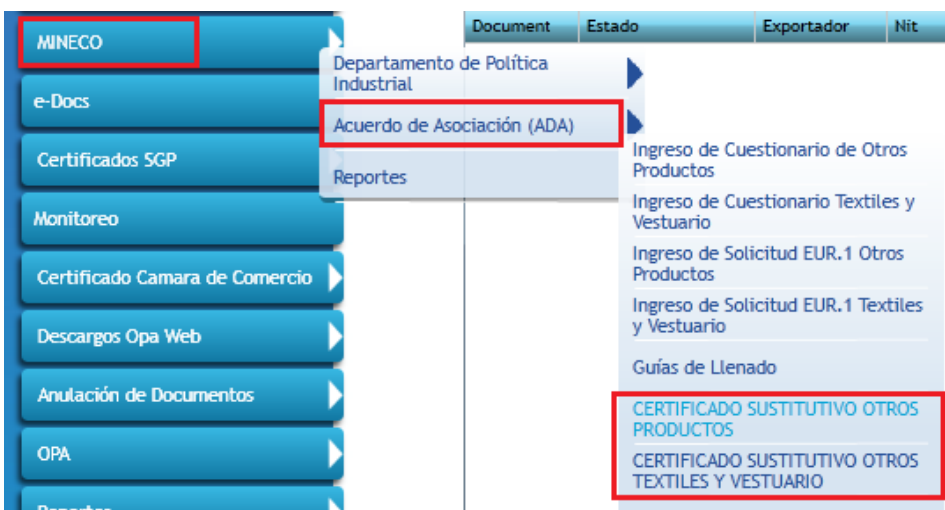 MINECO
e-Docs
Certificados SGP
Monitoreo
Certificado Camara de Comercio
Descargos Opa Web
Anulación de Documentos
OPA
Reportes
Document Estado Exportador Nit
Departamento de Política
Industrial
Acuerdo de Asociación (ADA)
Reportes
Ingreso de Cuestionario de Otros
Productos
Ingreso de Cuestionario Textiles y
Vestuario
Ingreso de Solicitud EUR.1 Otros
Productos
Ingreso de Solicitud EUR.1 Textiles
y Vestuario
Guías de Llenado
CERTIFICADO SUSTITUTIVO OTROS
PRODUCTOS
CERTIFICADO SUSTITUTIVO OTROS
TEXTILES Y VESTUARIO